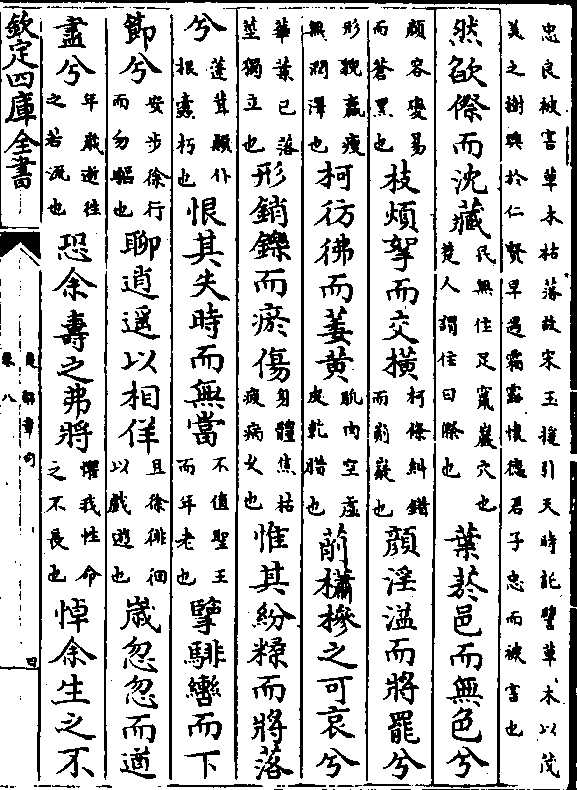 忠良被害草木枯落故宋玉援引天時託譬草木以茂
美之樹興於仁賢早遇霜露懷德君子忠而被害也
然欿傺而沈藏民無住足竄巖穴也楚人謂住曰傺也葉菸邑而無色兮
顏容變易而蒼黑也枝煩挐而交橫柯條糾錯而崱嶷也顏淫溢而將罷兮
形貌羸瘦無潤澤也柯彷彿而萎黃肌肉空虛皮乾腊也萷櫹槮之可哀兮
華葉已落莖獨立也形銷鑠而瘀傷身體焦枯瘦病久也惟其紛糅而將落
兮蓬茸顛仆根蠹朽也恨其失時而無當不值聖王而年老也擥騑轡而下
節兮安步徐行而勿驅也聊逍遙以相佯且徐徘徊以戲遊也歲忽忽而遒
盡兮年歲逝往之若流也恐余壽之弗將懼我性命之不長也悼余生之不
欽定四庫全書
楚辭章句
卷八
四